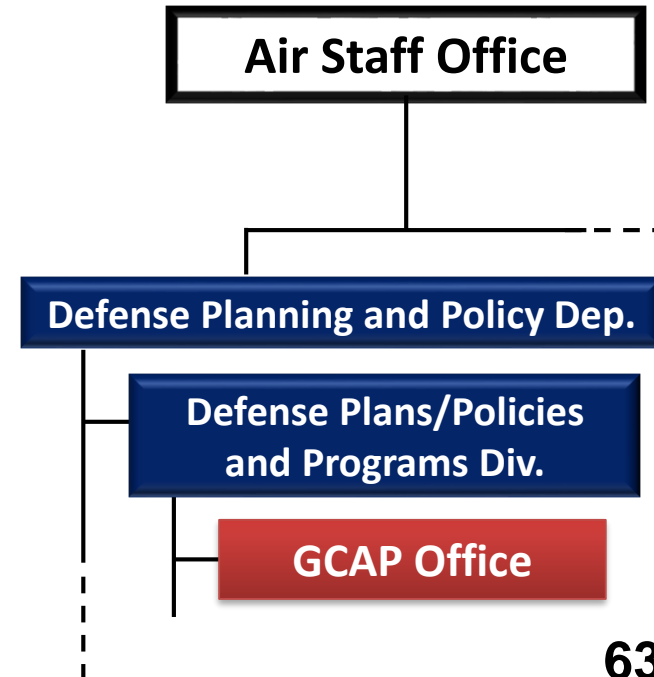 Air Staff Office
Defense Planning and Policy Dep.
Defense Plans/Policies
and Programs Div.
GCAP Office
63